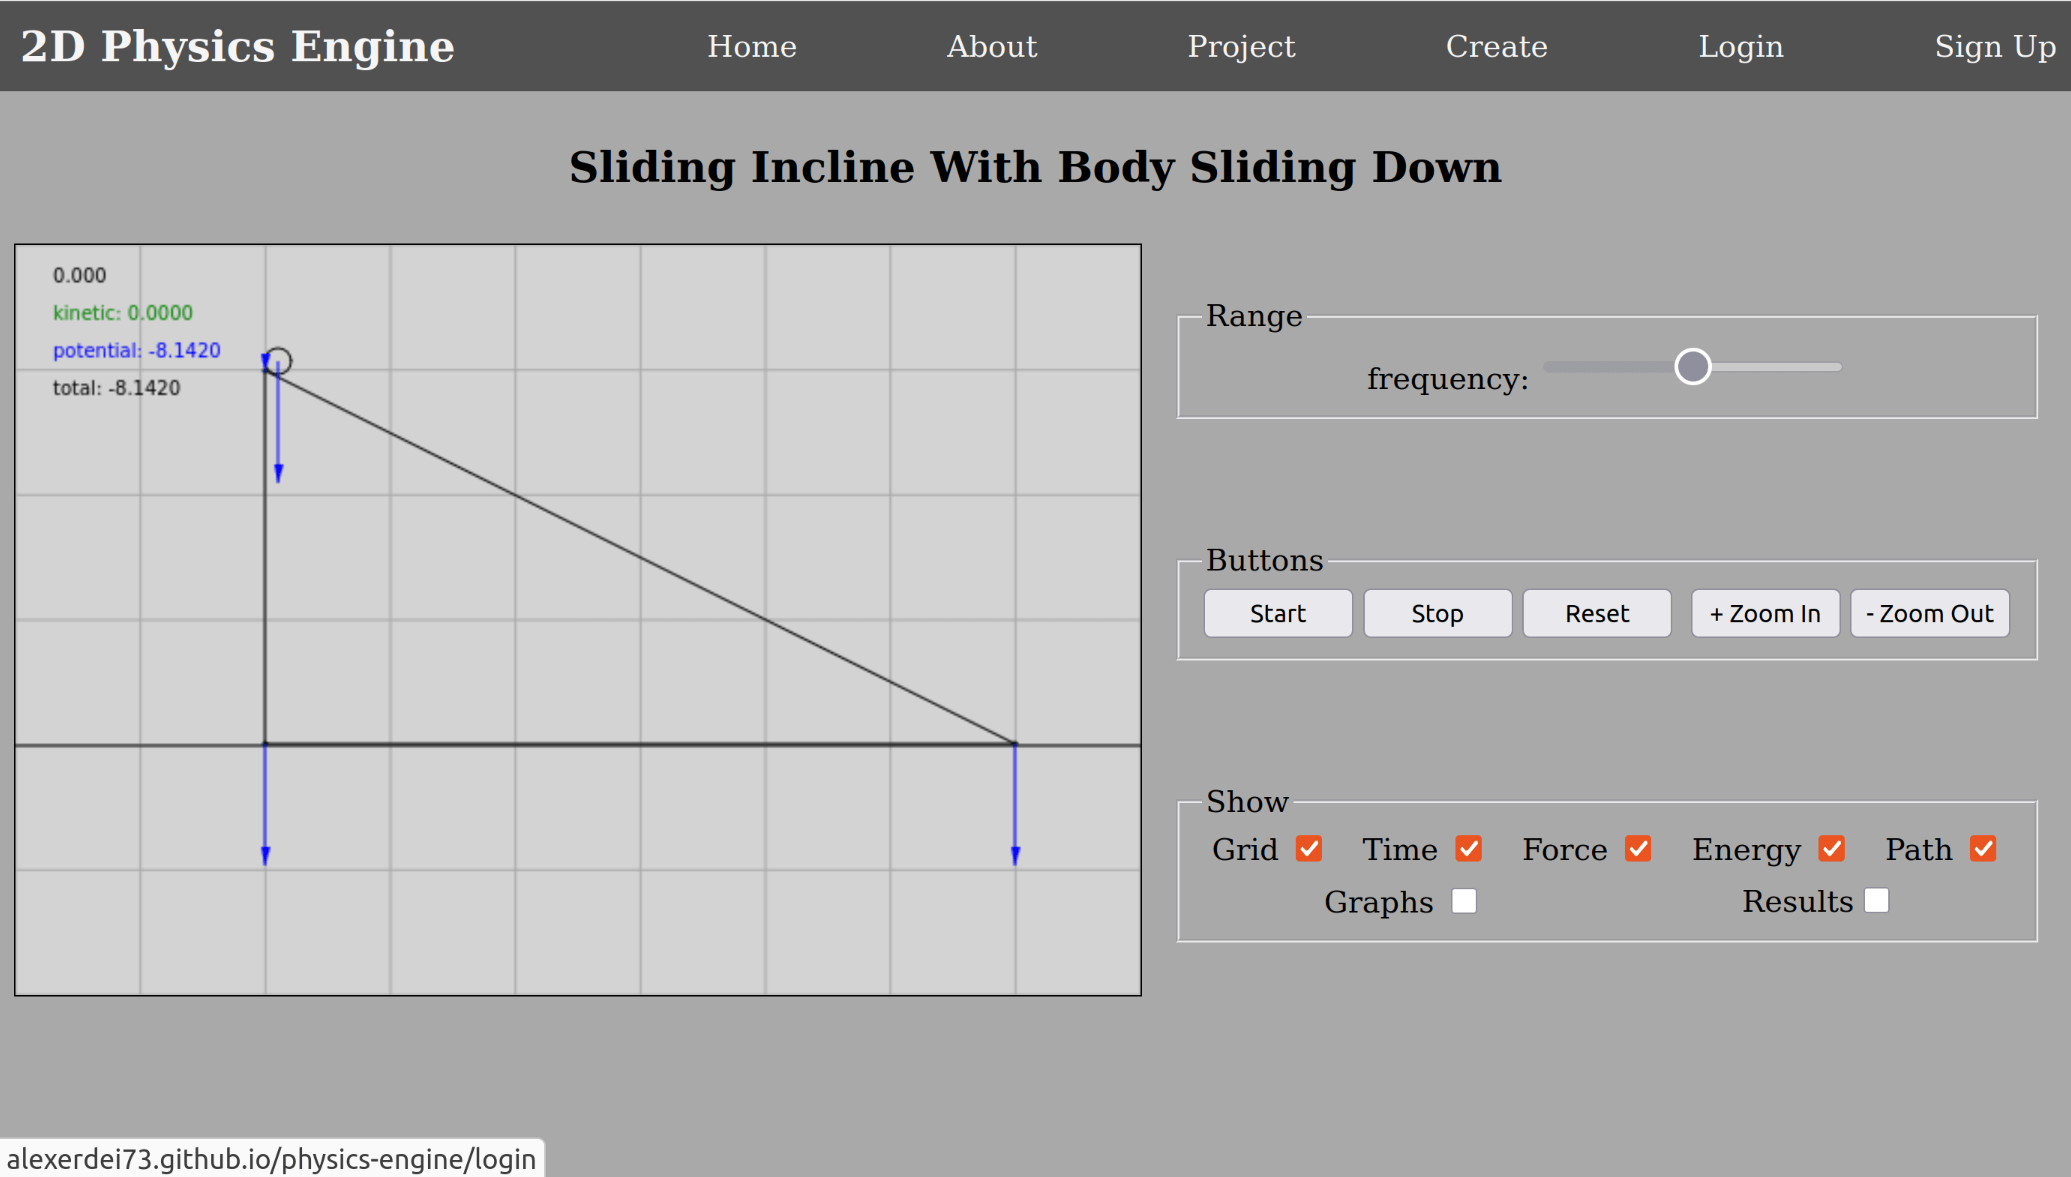 2D Physics Engine Home About Project Create Login Sign Up
Sliding Incline With Body Sliding Down
0.000
kinetic: 0.0000
potential: -8.1420
total: -8.1420
Range
frequency:
Buttons
Start Stop Reset + Zoom In - Zoom Out
Show
Grid Time Force Energy Path
Graphs Results
alexerdei73.github.io/physics-engine/login